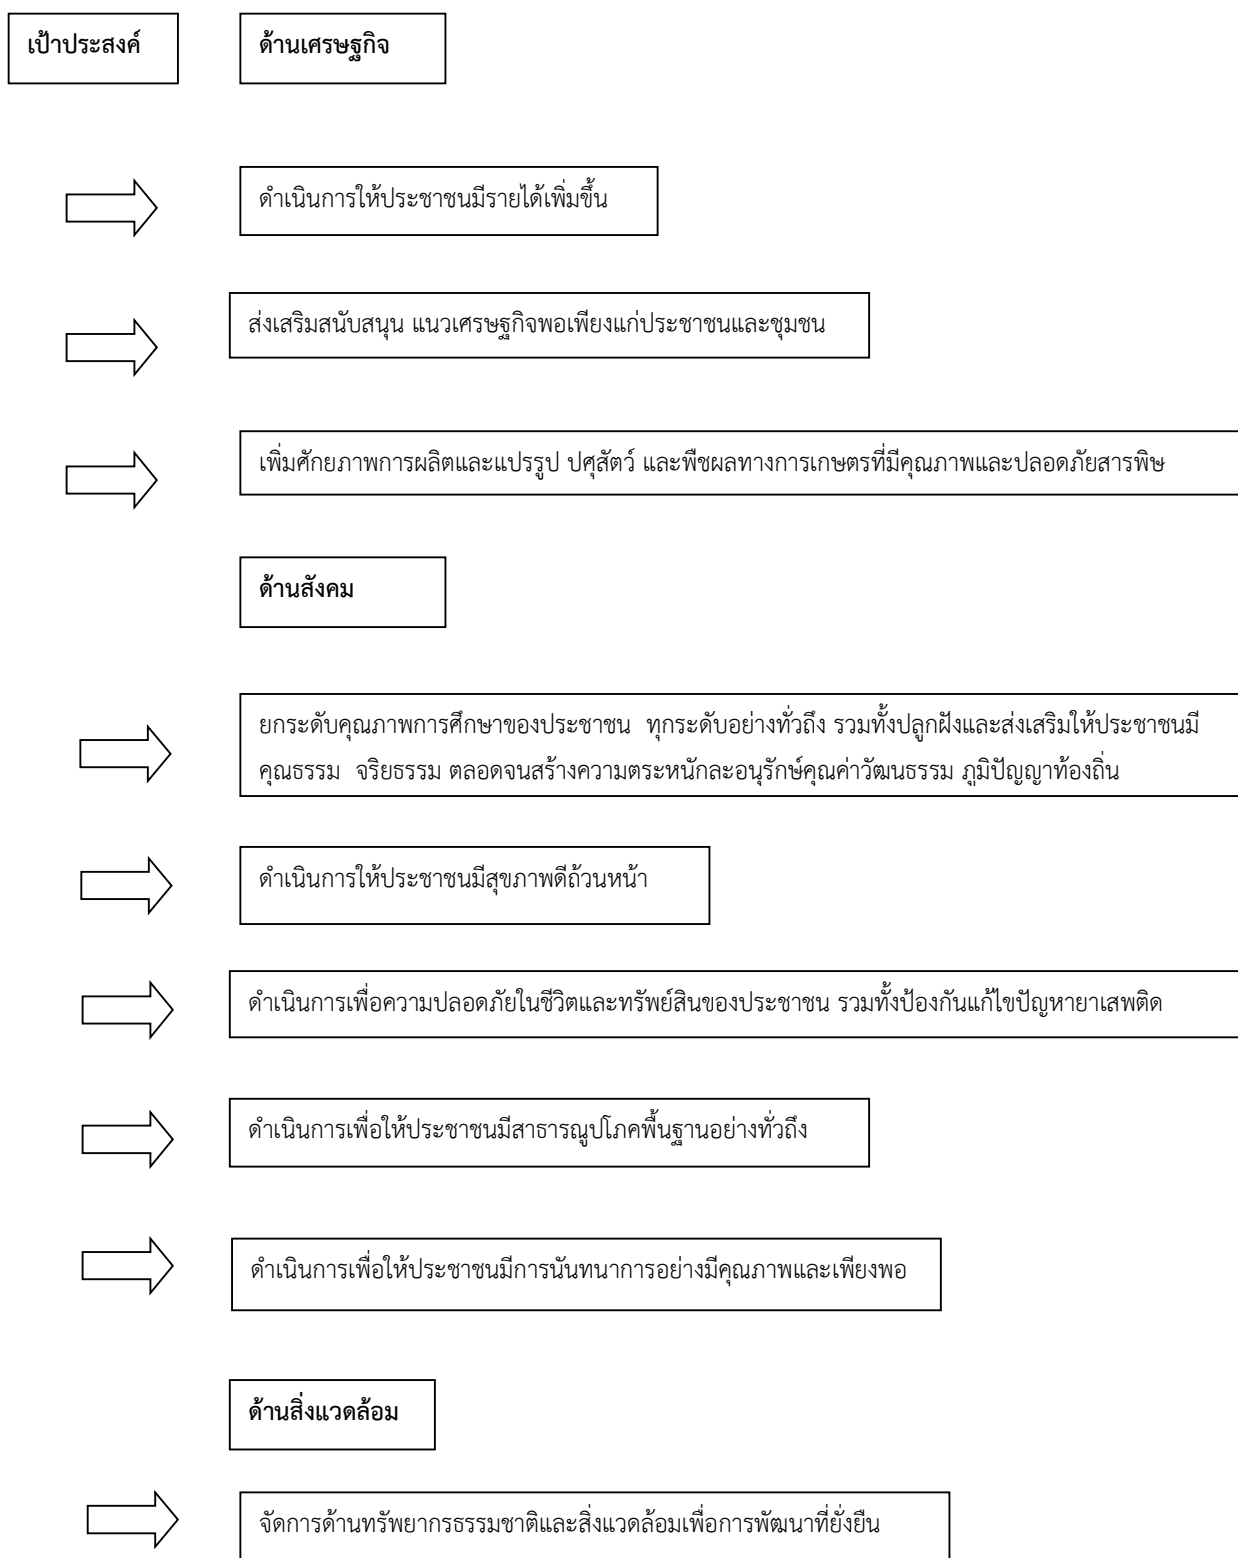 เป้าประสงค์
ด้านเศรษฐกิจ
ดำเนินการให้ประชาชนมีรายได้เพิ่มขึ้น
ส่งเสริมสนับสนุน แนวเศรษฐกิจพอเพียงแก่ประชาชนและชุมชน
เพิ่มศักยภาพการผลิตและแปรรูป ปศุสัตว์ และพืชผลทางการเกษตรที่มีคุณภาพและปลอดภัยสารพิษ
ด้านสังคม
ยกระดับคุณภาพการศึกษาของประชาชน ทุกระดับอย่างทั่วถึง รวมทั้งปลูกฝังและส่งเสริมให้ประชาชนมี
คุณธรรม จริยธรรม ตลอดจนสร้างความตระหนักละอนุรักษ์คุณค่าวัฒนธรรม ภูมิปัญญาท้องถิ่น
ดำเนินการให้ประชาชนมีสุขภาพดีถ้วนหน้า
ดำเนินการเพื่อความปลอดภัยในชีวิตและทรัพย์สินของประชาชน รวมทั้งป้องกันแก้ไขปัญหายาเสพติด
ดำเนินการเพื่อให้ประชาชนมีสาธารณูปโภคพื้นฐานอย่างทั่วถึง
ดำเนินการเพื่อให้ประชาชนมีการนันทนาการอย่างมีคุณภาพและเพียงพอ
ด้านสิ่งแวดล้อม
จัดการด้านทรัพยากรธรรมชาติและสิ่งแวดล้อมเพื่อการพัฒนาที่ยั่งยืน